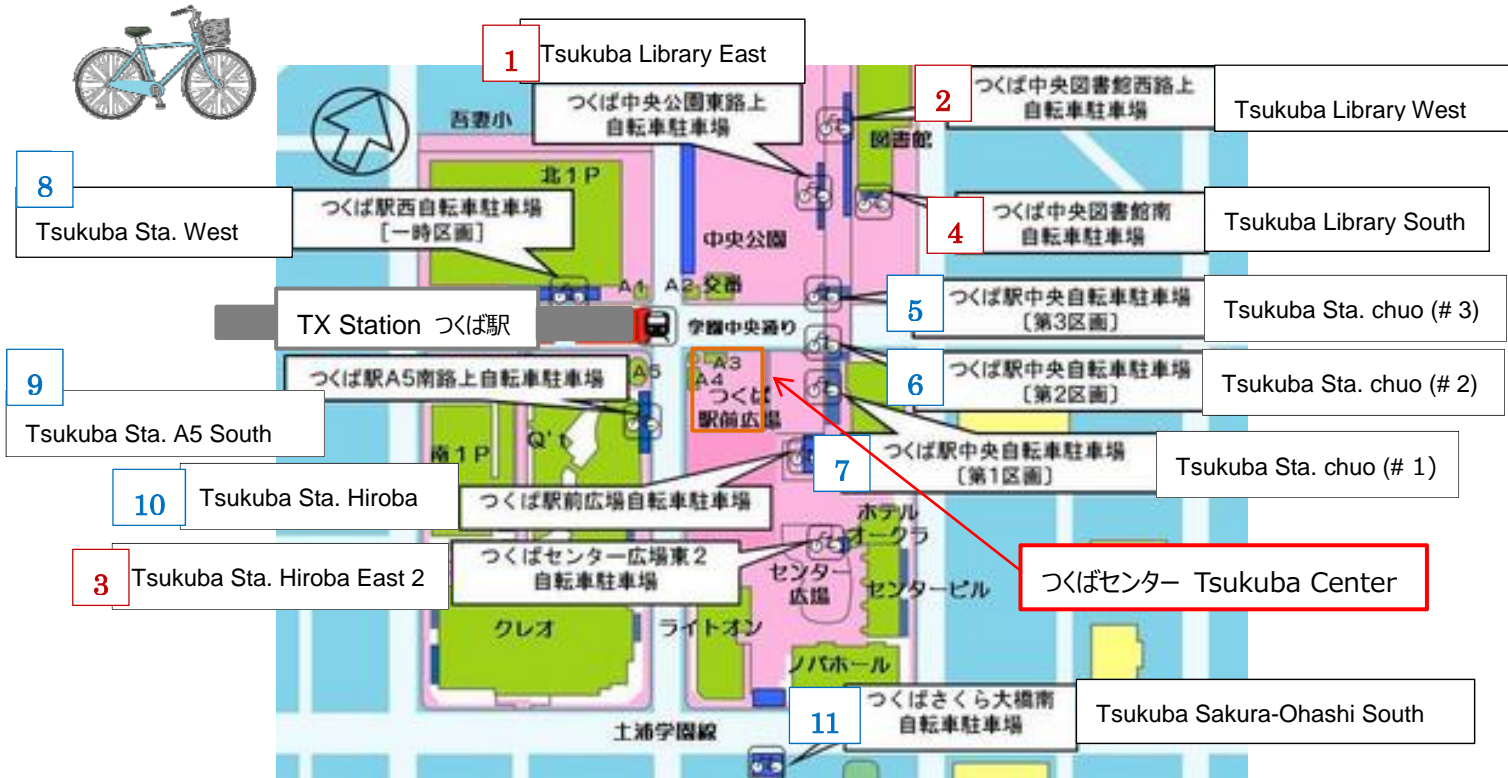 1
Tsukuba Library East
つくば中央公園東路上
自転車駐車場
2
つくば中央図書館西路上
自転車駐車場
Tsukuba Library West
吾妻小
図書館
8
Tsukuba Sta. West
つくば駅西自転車駐車場
[一時区画]
北1P
中央公園
4
つくば中央図書館南
自転車駐車場
Tsukuba Library South
A1
A2
交番
5
つくば駅中央自転車駐車場
[第3区画]
Tsukuba Sta. chuo (# 3)
TX Station つくば駅
学園中央通り
9
Tsukuba Sta. A5 South
つくば駅A5南路上自転車駐車場
A5
A3
A4
つくば
駅前広場
6
つくば駅中央自転車駐車場
[第2区画]
Tsukuba Sta. chuo (# 2)
南1P
Q't
7
つくば駅中央自転車駐車場
[第1区画]
Tsukuba Sta. chuo (# 1)
10
Tsukuba Sta. Hiroba
つくば駅前広場自転車駐車場
ホテル
オークラ
3
Tsukuba Sta. Hiroba East 2
つくばセンター広場東2
自転車駐車場
センター
広場
センタービル
つくばセンター Tsukuba Center
クレオ
ライトオン
ノバホール
11
つくばさくら大橋南
自転車駐車場
Tsukuba Sakura-Ohashi South
土浦学園線